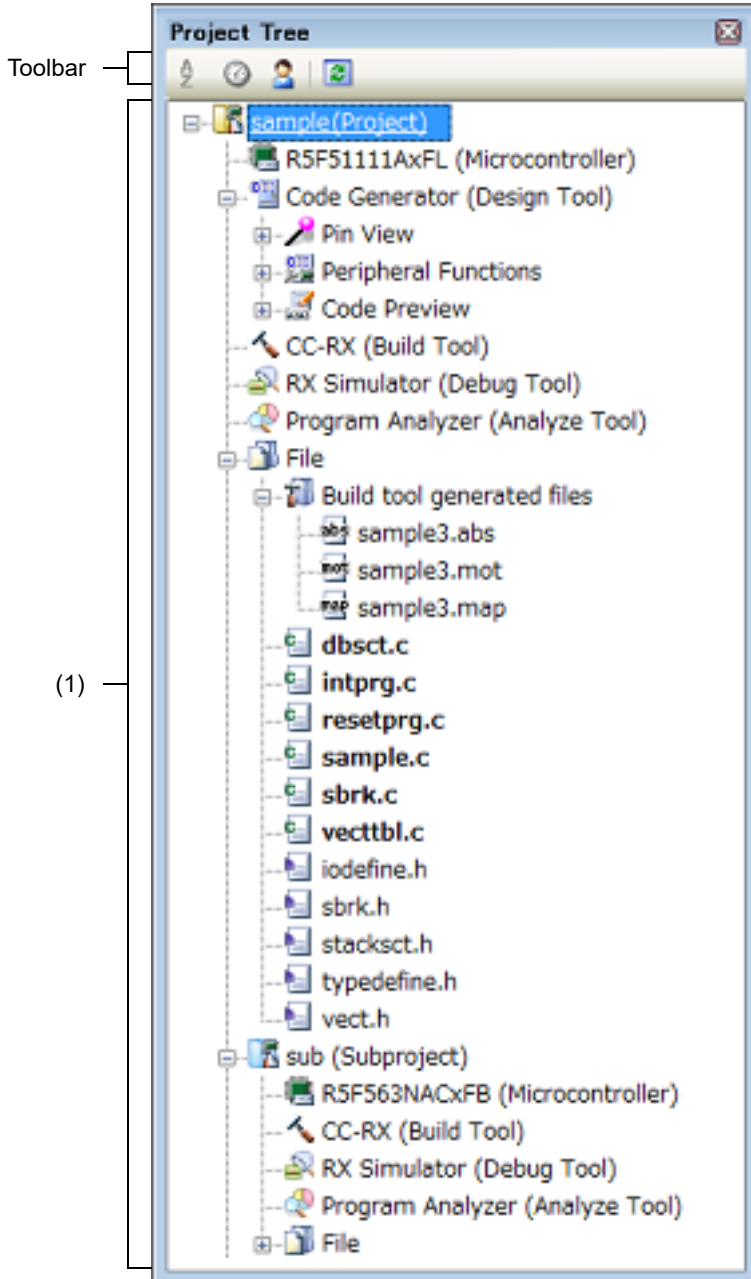 Project Tree
Toolbar
sample(Project)
R5F51111AxFL (Microcontroller)
Code Generator (Design Tool)
Pin View
Peripheral Functions
Code Preview
CC-RX (Build Tool)
RX Simulator (Debug Tool)
Program Analyzer (Analyze Tool)
File
Build tool generated files
abs sample3.abs
mot sample3.mot
map sample3.map
dbsct.c
intprg.c
(1)
resetprg.c
sample.c
sbrk.c
vecttbl.c
iodefine.h
sbrk.h
stacksct.h
typedefine.h
vect.h
sub (Subproject)
R5F563NACxFB (Microcontroller)
CC-RX (Build Tool)
RX Simulator (Debug Tool)
Program Analyzer (Analyze Tool)
File